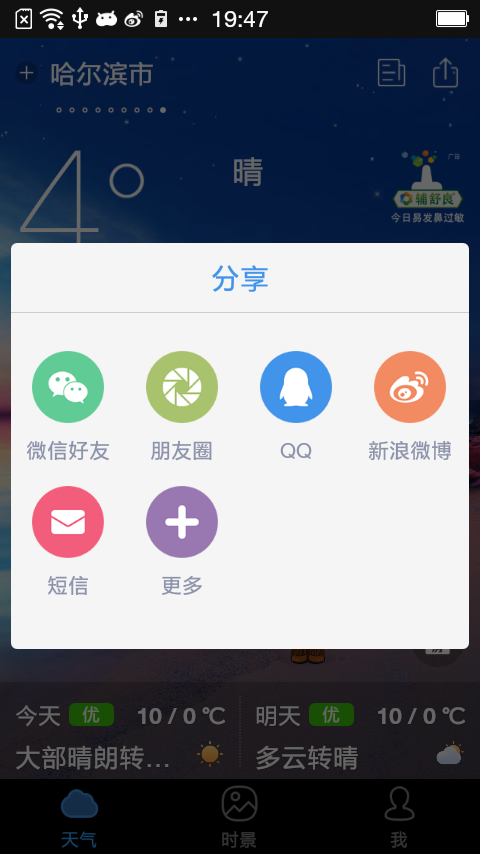 19:47
哈尔滨市
4°
晴
广告
辅舒良
今日易发鼻过敏
分享
微信好友
朋友圈
QQ
新浪微博
短信
更多
今天 优 10 / 0 ℃
明天 优 10 / 0 ℃
大部晴朗转...
多云转晴
天气
时景
我